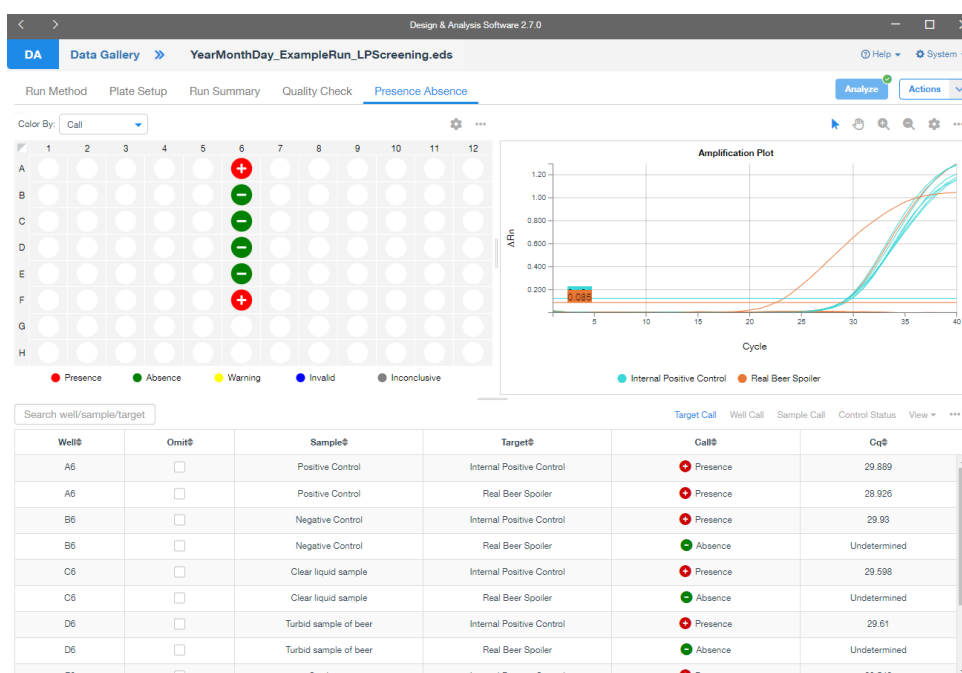 Design & Analysis Software 2.7.0
DA Data Gallery YearMonthDay_ExampleRun_LPScreening.eds Help System
Run Method Plate Setup Run Summary Quality Check Presence Absence Analyze Actions
Color By: Call
1 2 3 4 5 6 7 8 9 10 11 12
A
B
C
D
E
F
G
H
Presence Absence Warning Invalid Inconclusive
Amplification Plot
1.20
1.00
0.800
0.600
0.400
0.200
ΔRn
0.085
5 10 15 20 25 30 35 40
Cycle
Internal Positive Control Real Beer Spoiler
Search well/sample/target Target Call Well Call Sample Call Control Status View
Well Omit Sample Target Call Cq
A6 Positive Control Internal Positive Control Presence 29.889
A6 Positive Control Real Beer Spoiler Presence 28.926
B6 Negative Control Internal Positive Control Presence 29.93
B6 Negative Control Real Beer Spoiler Absence Undetermined
C6 Clear liquid sample Internal Positive Control Presence 29.598
C6 Clear liquid sample Real Beer Spoiler Absence Undetermined
D6 Turbid sample of beer Internal Positive Control Presence 29.61
D6 Turbid sample of beer Real Beer Spoiler Absence Undetermined